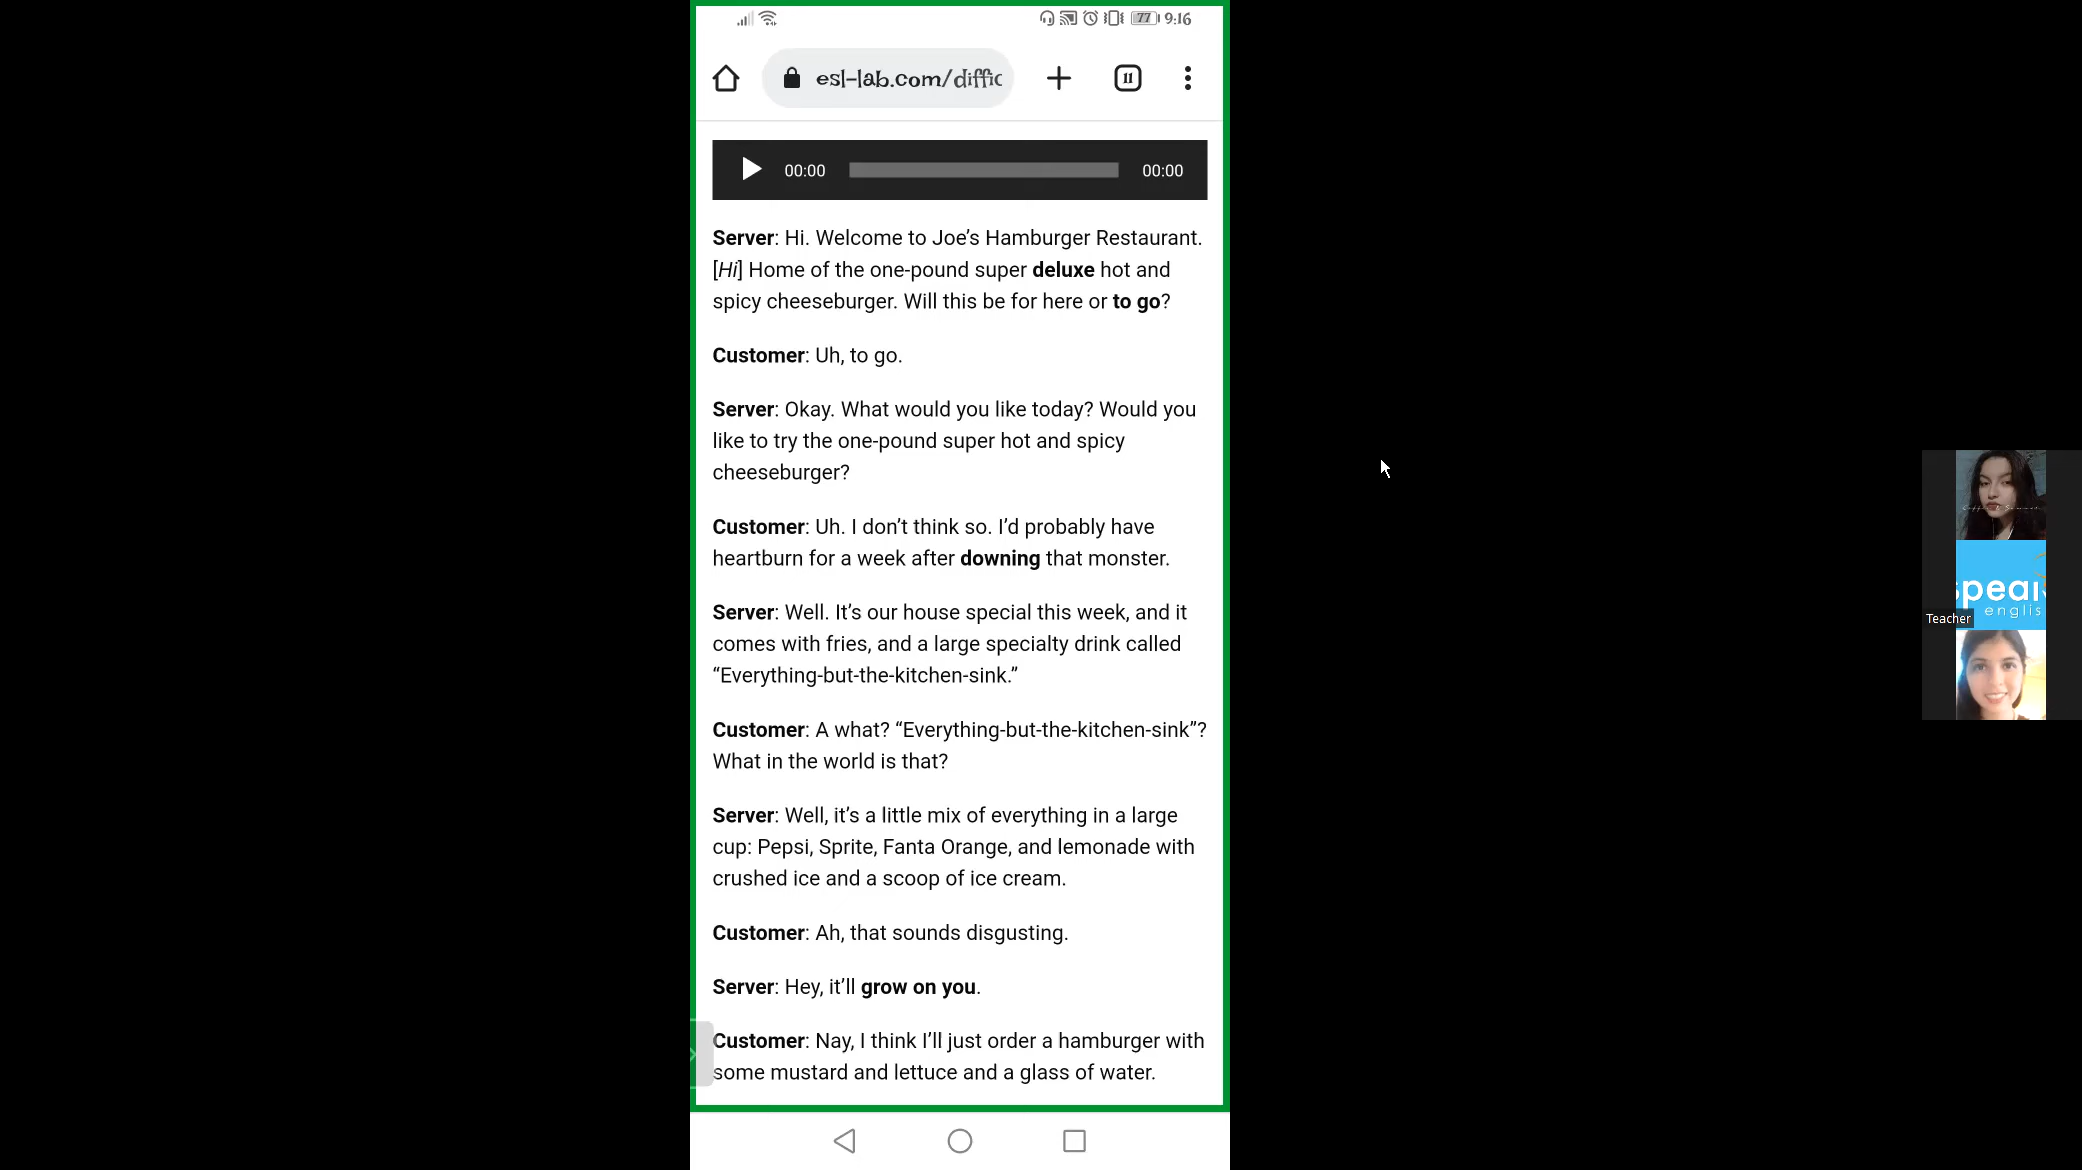 77 9:16
esl-lab.com/diffic
11
00:00 00:00
Server: Hi. Welcome to Joe’s Hamburger Restaurant.
[Hi] Home of the one-pound super deluxe hot and
spicy cheeseburger. Will this be for here or to go?
Customer: Uh, to go.
Server: Okay. What would you like today? Would you
like to try the one-pound super hot and spicy
cheeseburger?
Customer: Uh. I don’t think so. I’d probably have
heartburn for a week after downing that monster.
Server: Well. It’s our house special this week, and it
comes with fries, and a large specialty drink called
“Everything-but-the-kitchen-sink.”
Customer: A what? “Everything-but-the-kitchen-sink”?
What in the world is that?
Server: Well, it’s a little mix of everything in a large
cup: Pepsi, Sprite, Fanta Orange, and lemonade with
crushed ice and a scoop of ice cream.
Customer: Ah, that sounds disgusting.
Server: Hey, it’ll grow on you.
Customer: Nay, I think I’ll just order a hamburger with
some mustard and lettuce and a glass of water.
speak
englis
Teacher